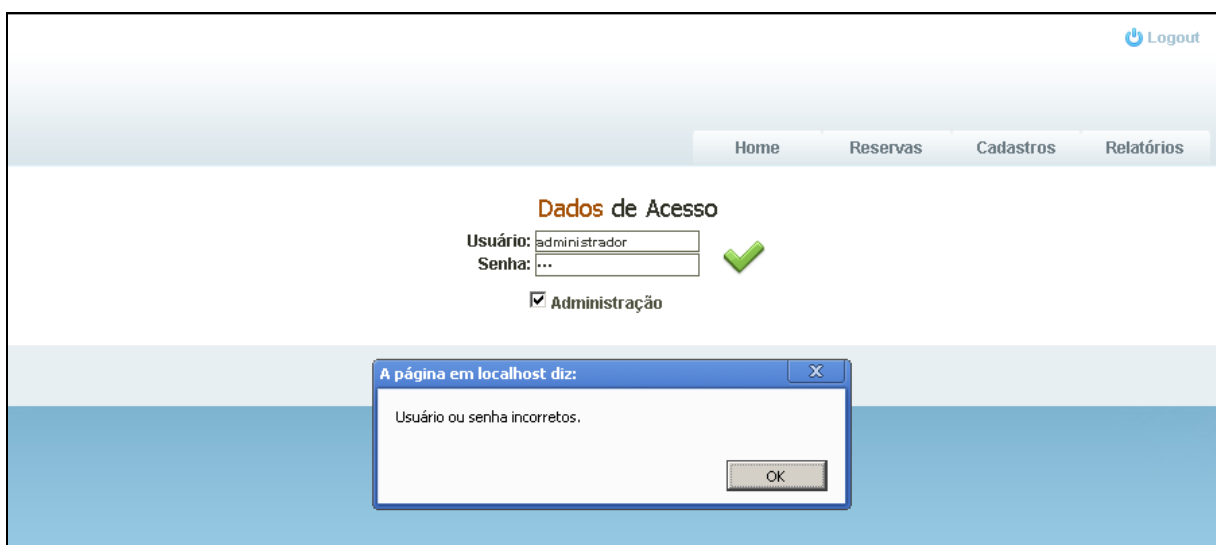 Logout
Home Reservas Cadastros Relatórios
Dados de Acesso
Usuário: administrador
Senha: •••
Administração
A página em localhost diz:
Usuário ou senha incorretos.
OK